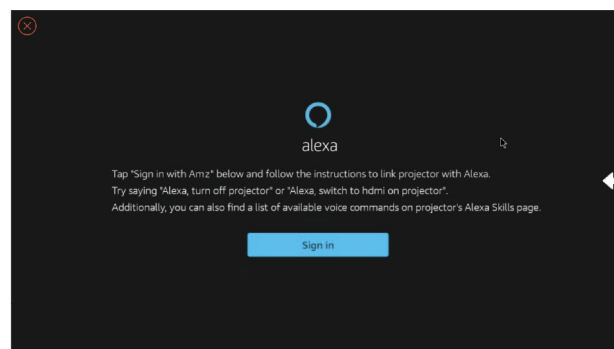 alexa
Tap "Sign in with Amz" below and follow the instructions to link projector with Alexa.
Try saying "Alexa, turn off projector" or "Alexa, switch to hdmi on projector".
Additionally, you can also find a list of available voice commands on projector's Alexa Skills page.
Sign in